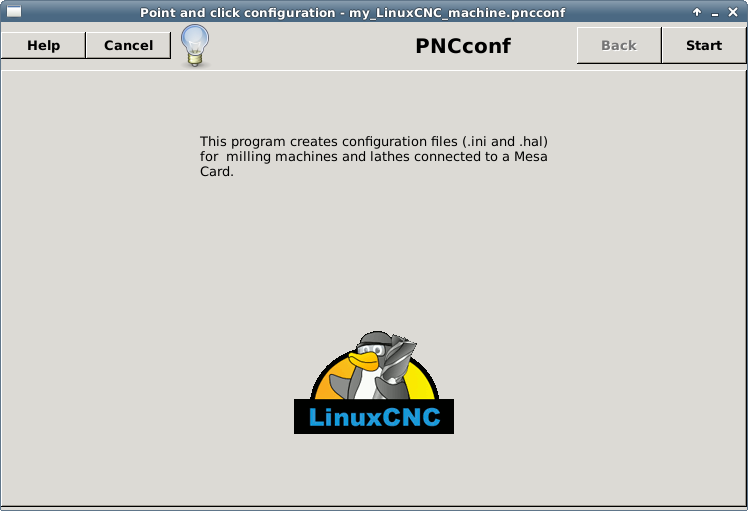 Point and click configuration - my_LinuxCNC_machine.pncconf
Help Cancel PNCconf Back Start
This program creates configuration files (.ini and .hal)
for  milling machines and lathes connected to a Mesa
Card.
LinuxCNC